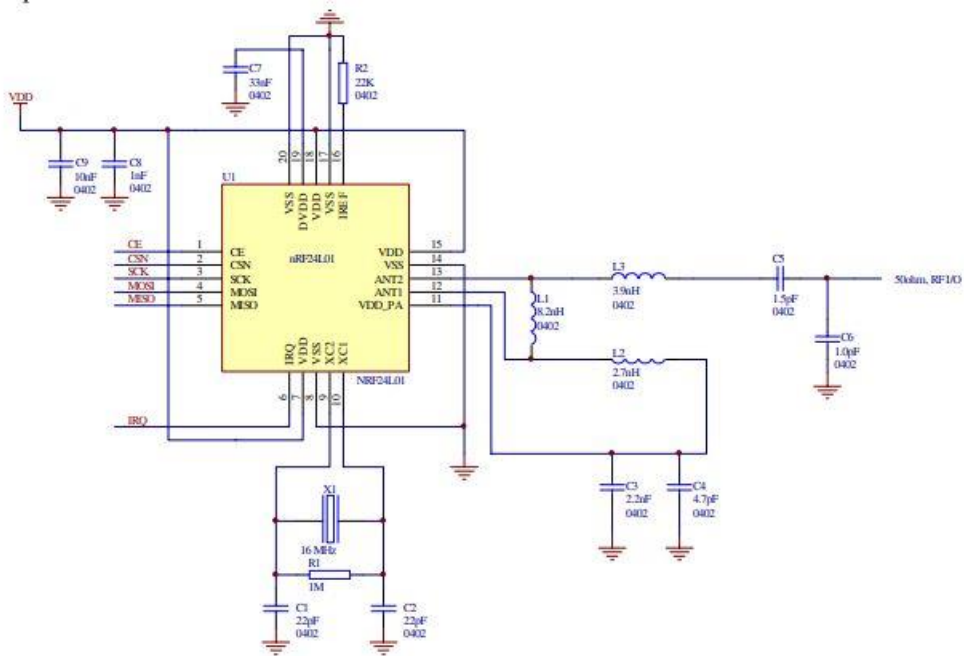 C7
33nF
0402
R2
22K
0402
VDD
C9
10nF
0402
C8
1nF
0402
20
19
18
17
16
U1
VSS
DVDD
VDD
VSS
IREF
CE
CSN
SCK
MOSI
MISO
1
2
3
4
5
CE
CSN
SCK
MOSI
MISO
nRF24L01
VDD
VSS
ANT2
ANT1
VDD_PA
15
14
13
12
11
L3
3.9nH
0402
C5
1.5pF
0402
50ohm, RF I/O
L1
8.2nH
0402
C6
1.0pF
0402
L2
2.7nH
0402
IRQ
VDD
VSS
XC2
XC1
NRF24L01
6
7
8
9
10
IRQ
C3
2.2nF
0402
C4
4.7pF
0402
X1
16 MHz
R1
1M
C1
22pF
0402
C2
22pF
0402